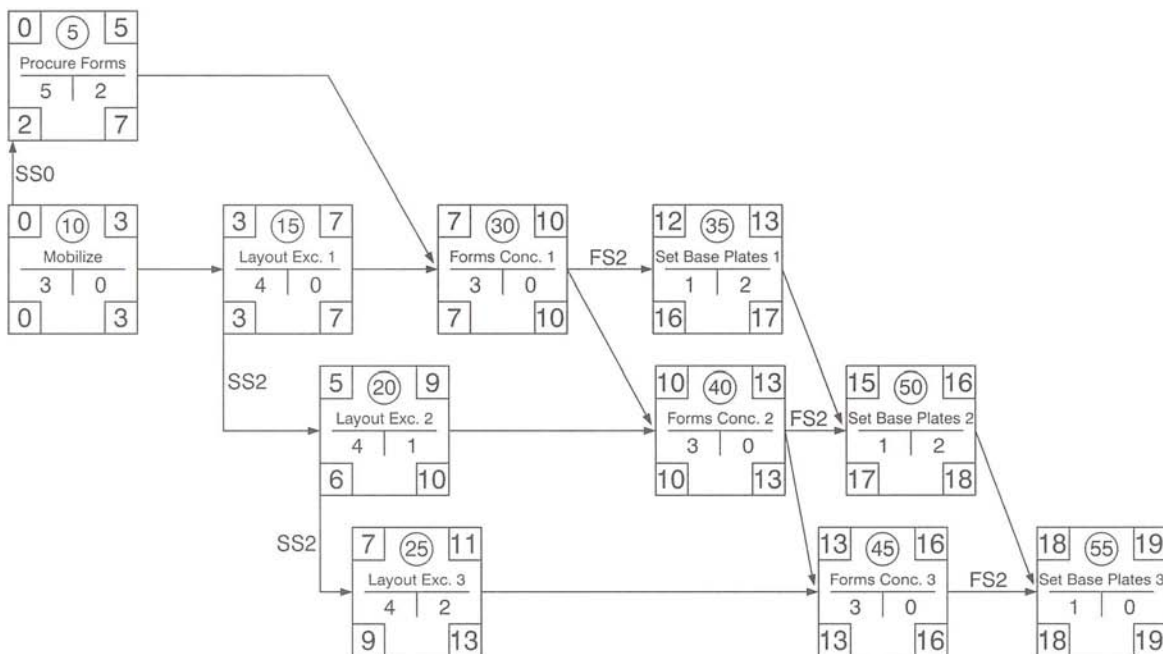 0 5 5
Procure Forms
5 2
2 7
SS0
0 10 3
Mobilize
3 0
0 3
3 15 7
Layout Exc. 1
4 0
3 7
7 30 10
Forms Conc. 1
3 0
7 10
FS2
12 35 13
Set Base Plates 1
1 2
16 17
SS2
5 20 9
Layout Exc. 2
4 1
6 10
10 40 13
Forms Conc. 2
3 0
10 13
FS2
15 50 16
Set Base Plates 2
1 2
17 18
SS2
7 25 11
Layout Exc. 3
4 2
9 13
13 45 16
Forms Conc. 3
3 0
13 16
FS2
18 55 19
Set Base Plates 3
1 0
18 19